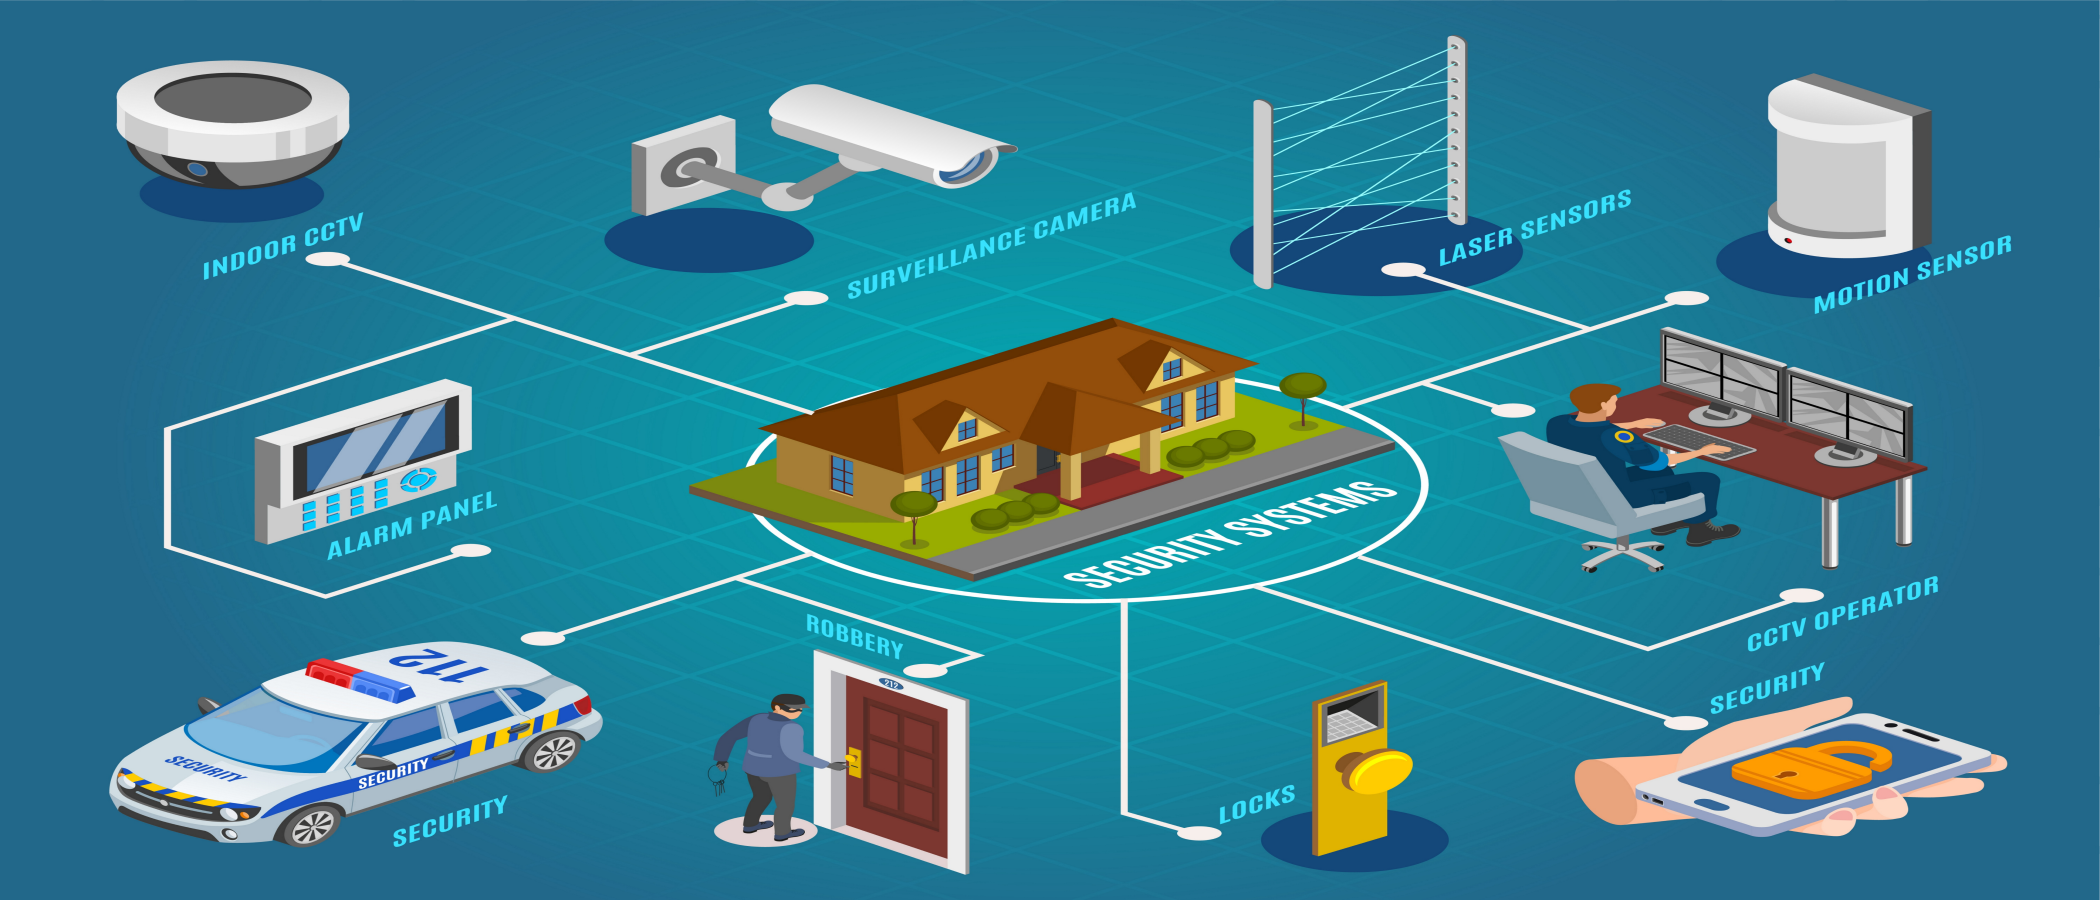 INDOOR CCTV
SURVEILLANCE CAMERA
LASER SENSORS
MOTION SENSOR
ALARM PANEL
SECURITY SYSTEMS
CCTV OPERATOR
ROBBERY
SECURITY
112
SECURITY
SECURITY
SECURITY
212
LOCKS